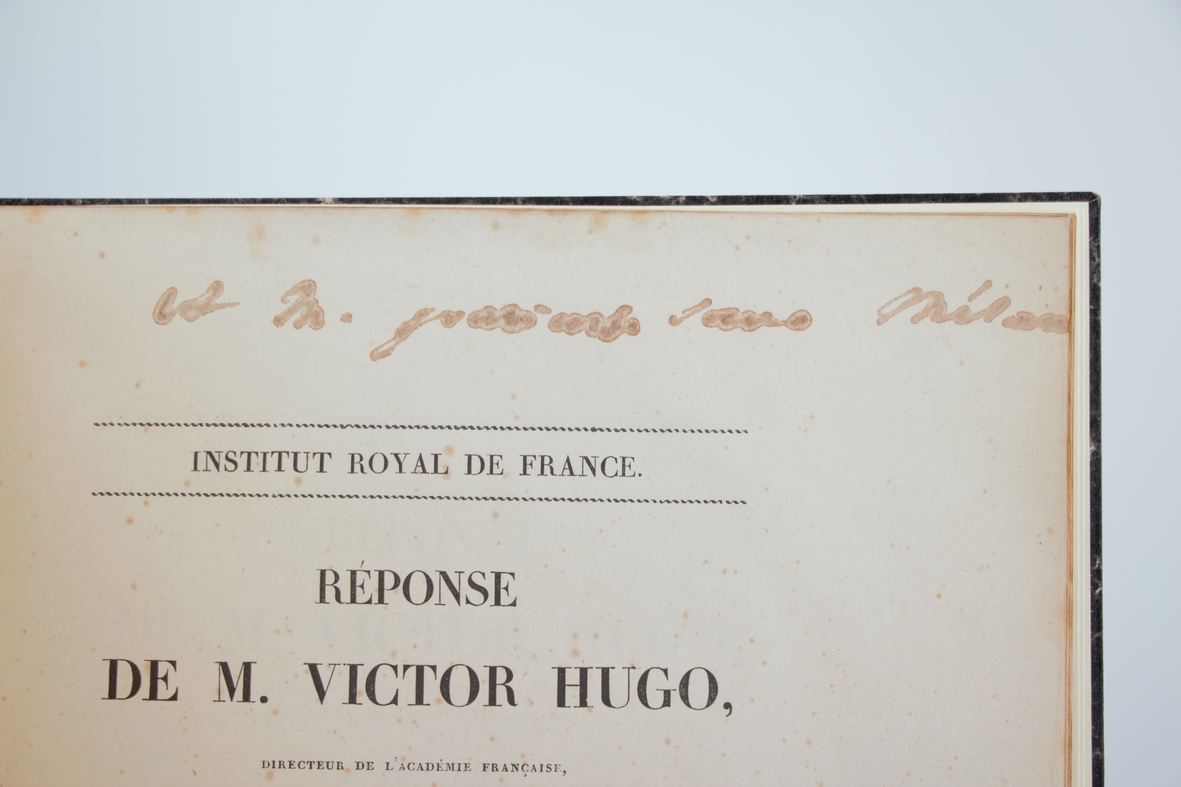 à M.
INSTITUT ROYAL DE FRANCE.
RÉPONSE
DE M. VICTOR HUGO,
DIRECTEUR DE L'ACADÉMIE FRANÇAISE,